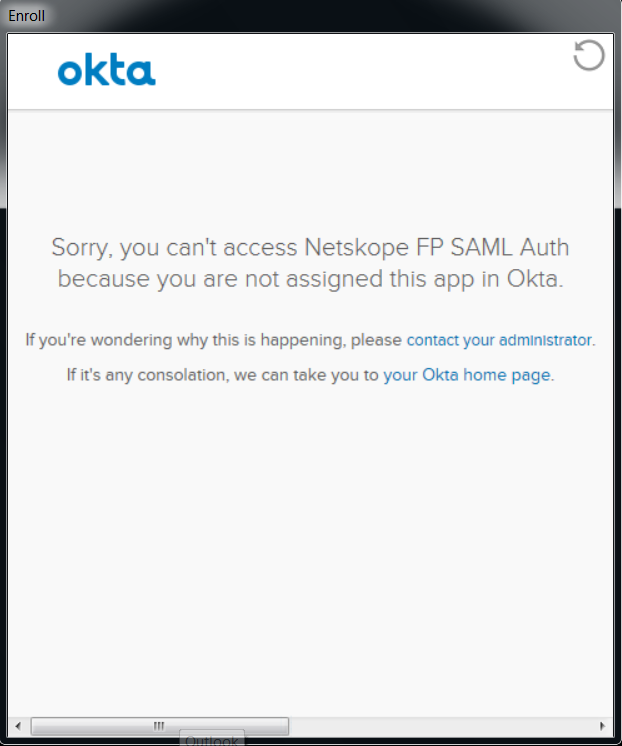 Enroll
okta
Sorry, you can't access Netskope FP SAML Auth
because you are not assigned this app in Okta.
If you're wondering why this is happening, please contact your administrator.
If it's any consolation, we can take you to your Okta home page.
Outlook